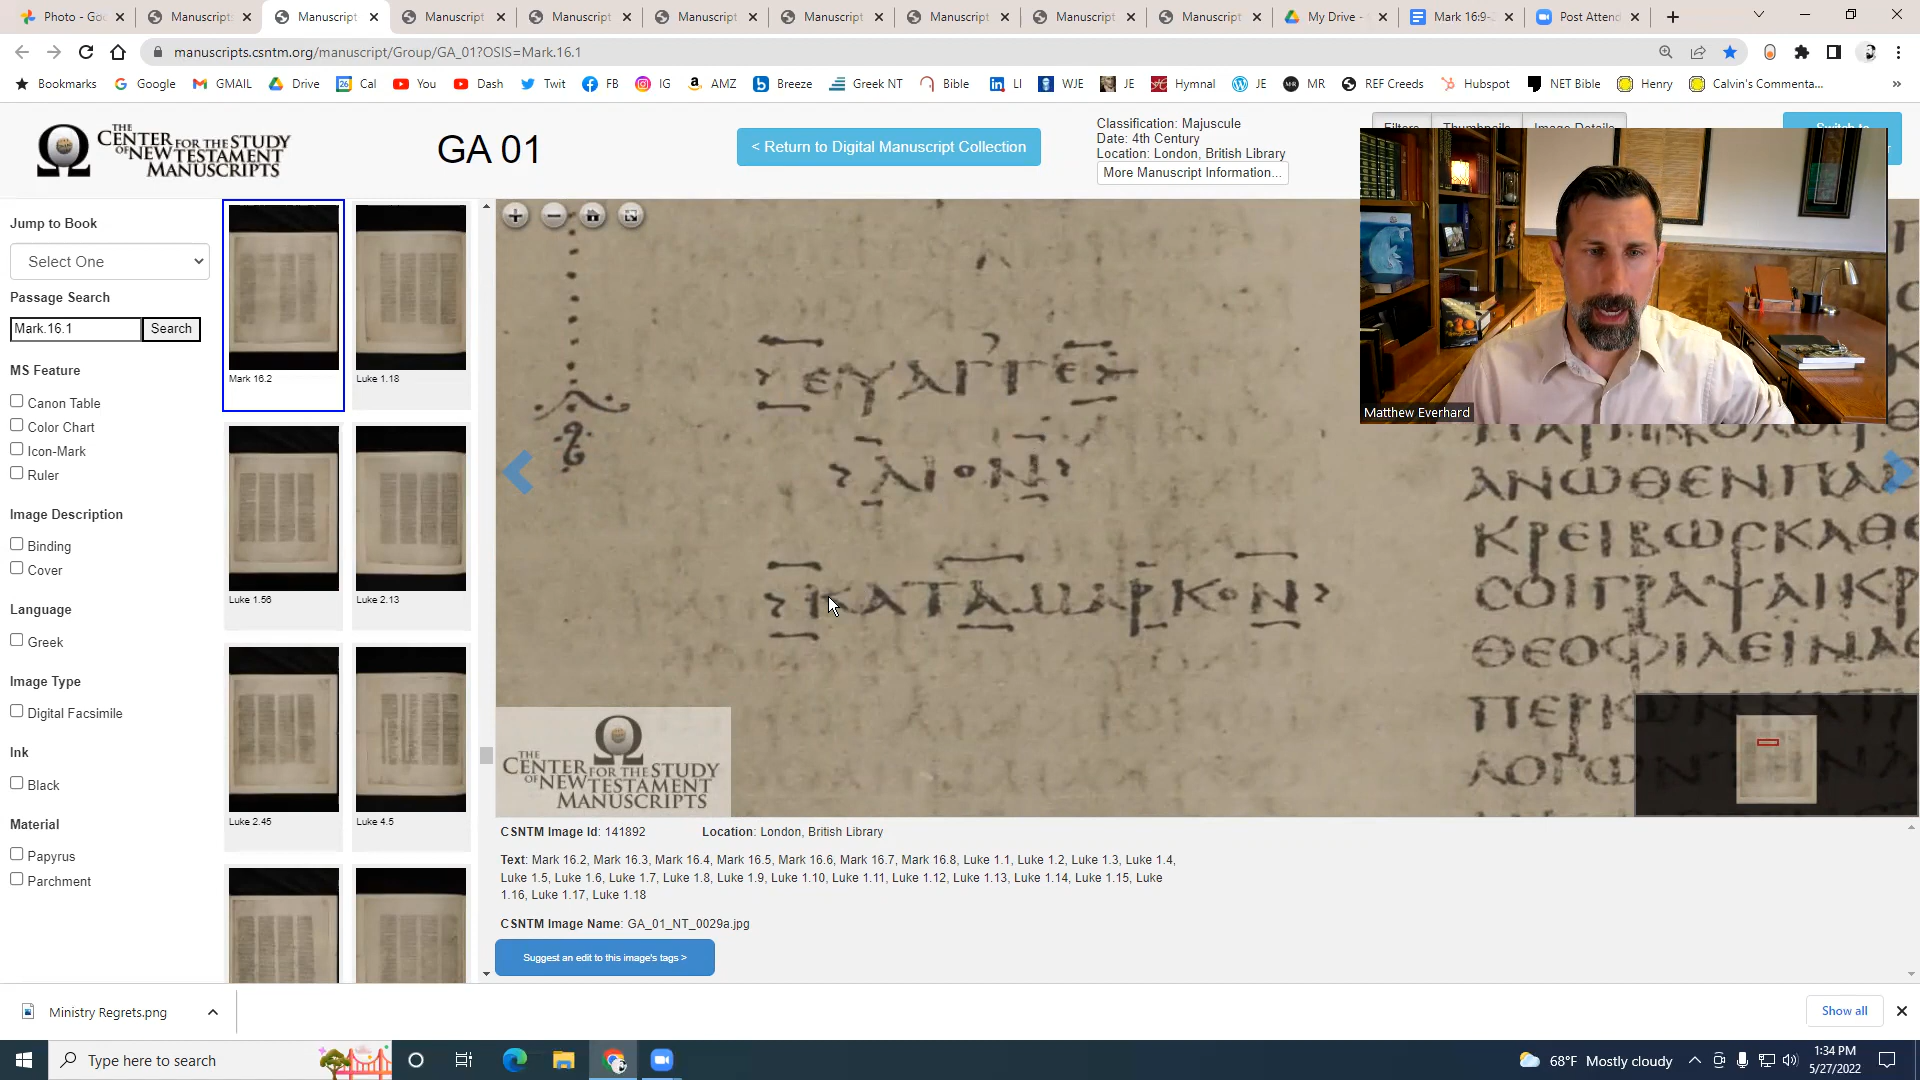 Photo - Go
Manuscripts
Manuscript
Manuscript
Manuscript
Manuscript
Manuscript
Manuscript
Manuscript
Manuscript
My Drive -
Mark 16:9-
Post Attend
manuscripts.csntm.org/manuscript/Group/GA_01?OSIS=Mark.16.1
Bookmarks Google GMAIL Drive Cal You Dash Twit FB IG AMZ Breeze Greek NT Bible LI WJE JE Hymnal JE MR REF Creeds Hubspot NET Bible Henry Calvin's Commenta...
THE CENTER FOR THE STUDY OF NEW TESTAMENT MANUSCRIPTS
GA 01
< Return to Digital Manuscript Collection
Classification: Majuscule
Date: 4th Century
Location: London, British Library
More Manuscript Information...
Jump to Book
Select One
Passage Search
Mark.16.1 Search
MS Feature
Canon Table
Color Chart
Icon-Mark
Ruler
Image Description
Binding
Cover
Language
Greek
Image Type
Digital Facsimile
Ink
Black
Material
Papyrus
Parchment
Mark 16.2
Luke 1.18
Luke 1.56
Luke 2.13
Luke 2.45
Luke 4.5
ΕΥΑΓΓΕ
ΛΙΟΝ
ΚΑΤΑΜΑΡΚΟΝ
ΑΝΩΘΕΝΠΑ
ΚΡΕΙΒΩΣΚΑΘΕ
ΣΟΙΓΡΑΨΑΙΚΡ
ΘΕΟΦΙΛΕΙΝΑ
ΛΟΓΩΝ
Matthew Everhard
THE CENTER FOR THE STUDY OF NEW TESTAMENT MANUSCRIPTS
CSNTM Image Id: 141892 Location: London, British Library
Text: Mark 16.2, Mark 16.3, Mark 16.4, Mark 16.5, Mark 16.6, Mark 16.7, Mark 16.8, Luke 1.1, Luke 1.2, Luke 1.3, Luke 1.4,
Luke 1.5, Luke 1.6, Luke 1.7, Luke 1.8, Luke 1.9, Luke 1.10, Luke 1.11, Luke 1.12, Luke 1.13, Luke 1.14, Luke 1.15, Luke
1.16, Luke 1.17, Luke 1.18
CSNTM Image Name: GA_01_NT_0029a.jpg
Suggest an edit to this image's tags >
Ministry Regrets.png
Show all
Type here to search
68°F Mostly cloudy
1:34 PM
5/27/2022